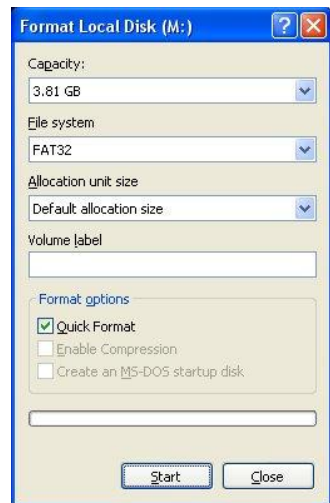 Format Local Disk (M:)
Capacity:
3.81 GB
File system
FAT32
Allocation unit size
Default allocation size
Volume label
Format options
Quick Format
Enable Compression
Create an MS-DOS startup disk
Start Close